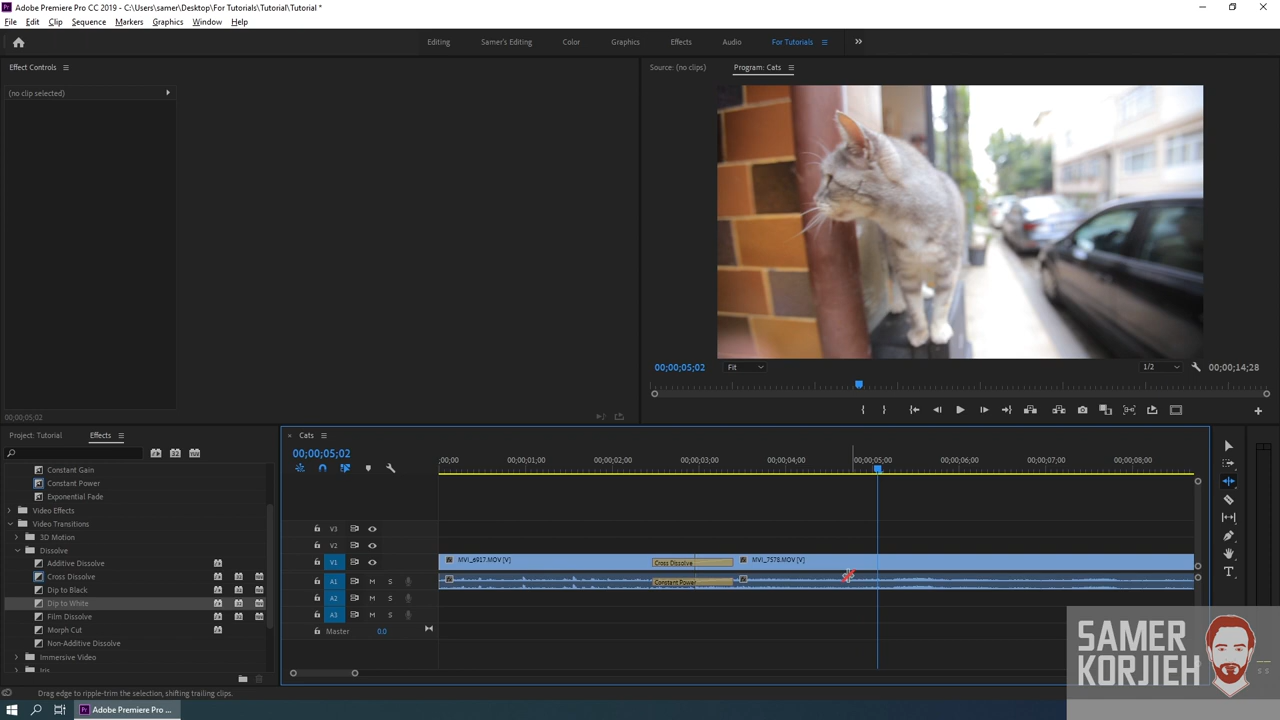 Adobe Premiere Pro CC 2019 - C:\Users\samer\Desktop\For Tutorials\Tutorial\Tutorial *
File Edit Clip Sequence Markers Graphics Window Help
Editing Samer's Editing Color Graphics Effects Audio For Tutorials
Effect Controls
Source: (no clips) Program: Cats
(no clip selected)
00;00;05;02 Fit 1/2 00;00;14;28
00;00;05;02
Project: Tutorial Effects
Cats
00;00;05;02
;00;00 00;00;01;00 00;00;02;00 00;00;03;00 00;00;04;00 00;00;05;00 00;00;06;00 00;00;07;00 00;00;08;00
Constant Gain
Constant Power
Exponential Fade
Video Effects
Video Transitions
3D Motion
Dissolve
Additive Dissolve
Cross Dissolve
Dip to Black
Dip to White
Film Dissolve
Morph Cut
Non-Additive Dissolve
Immersive Video
Iris
V3
V2
V1 MVI_6917.MOV [V] Cross Dissolve MVI_7578.MOV [V]
A1 M S Constant Power
A2 M S
A3 M S
Master 0.0
SAMER
KORJIEH
S S
Drag edge to ripple-trim the selection, shifting trailing clips.
Adobe Premiere Pro ...